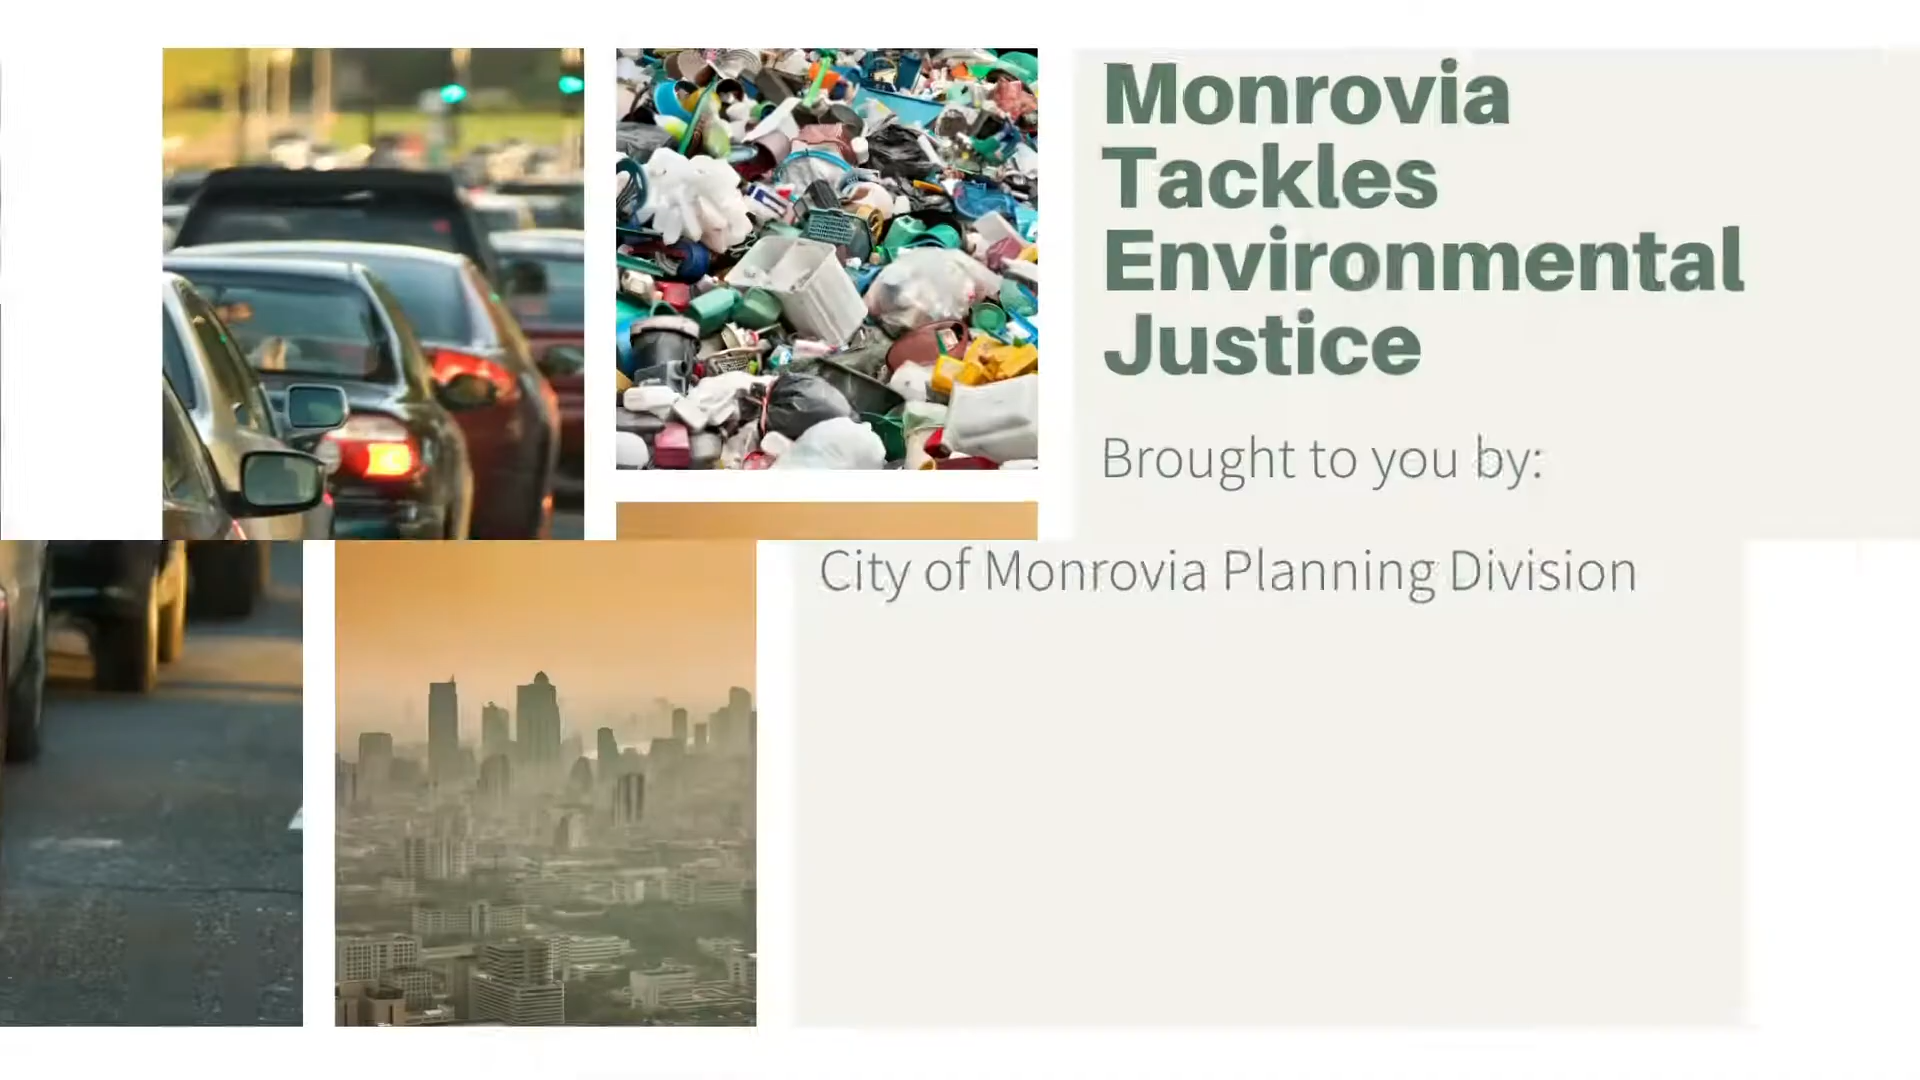 Monrovia
Tackles
Environmental
Justice
Brought to you by:
City of Monrovia Planning Division